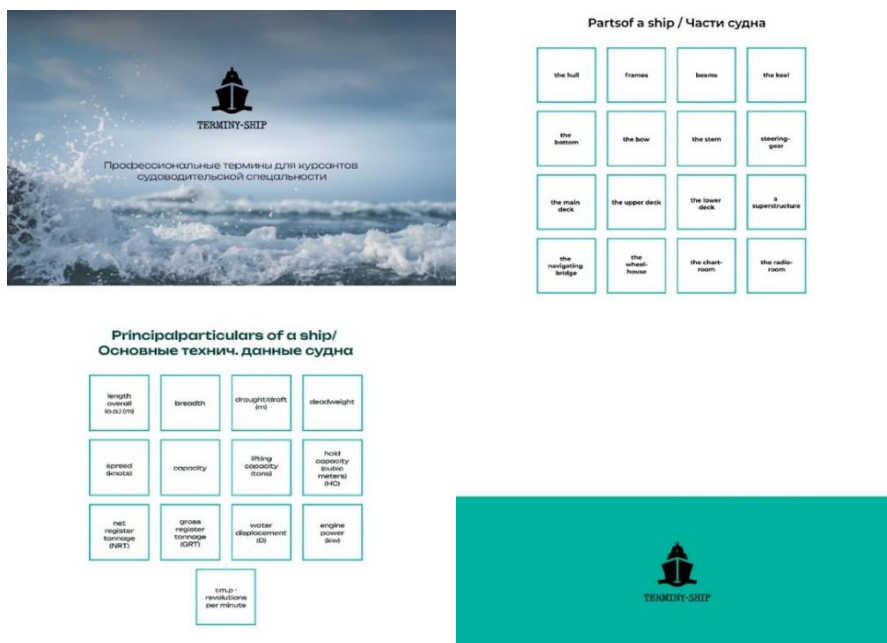 TERMINY-SHIP
Профессиональные термины для курсантов
судоводительской спецальности
Partsof a ship / Части судна
the hull
frames
beams
the keel
the
bottom
the bow
the stern
steering-
gear
the main
deck
the upper deck
the lower
deck
a
superstructure
the
navigating
bridge
the
wheel-
house
the chart-
room
the radio-
room
Principalparticulars of a ship/
Основные технич. данные судна
length
overall
(o.a.) (m)
breadth
draught/draft
(m)
deadweight
spreed
(knots)
capacity
lifting
capacity
(tons)
hold
capacity
(cubic
meters)
(HC)
net
register
tonnage
(NRT)
gross
register
tonnage
(GRT)
water
displacement
(D)
engine
power
(kw)
r.m.p -
revolutions
per minute
TERMINY-SHIP